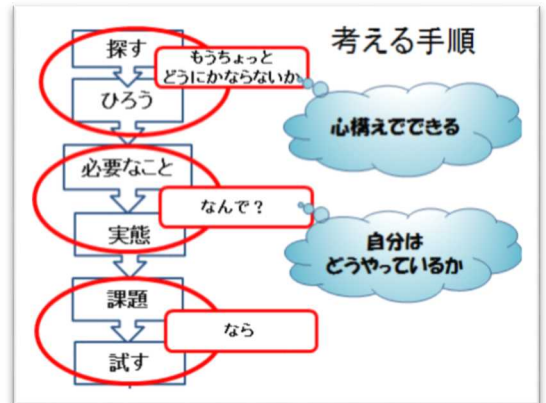 考える手順
探す
もうちょっと
どうにかならないか
ひろう
心構えでできる
必要なこと
なんで？
実態
自分は
どうやっているか
課題
なら
試す